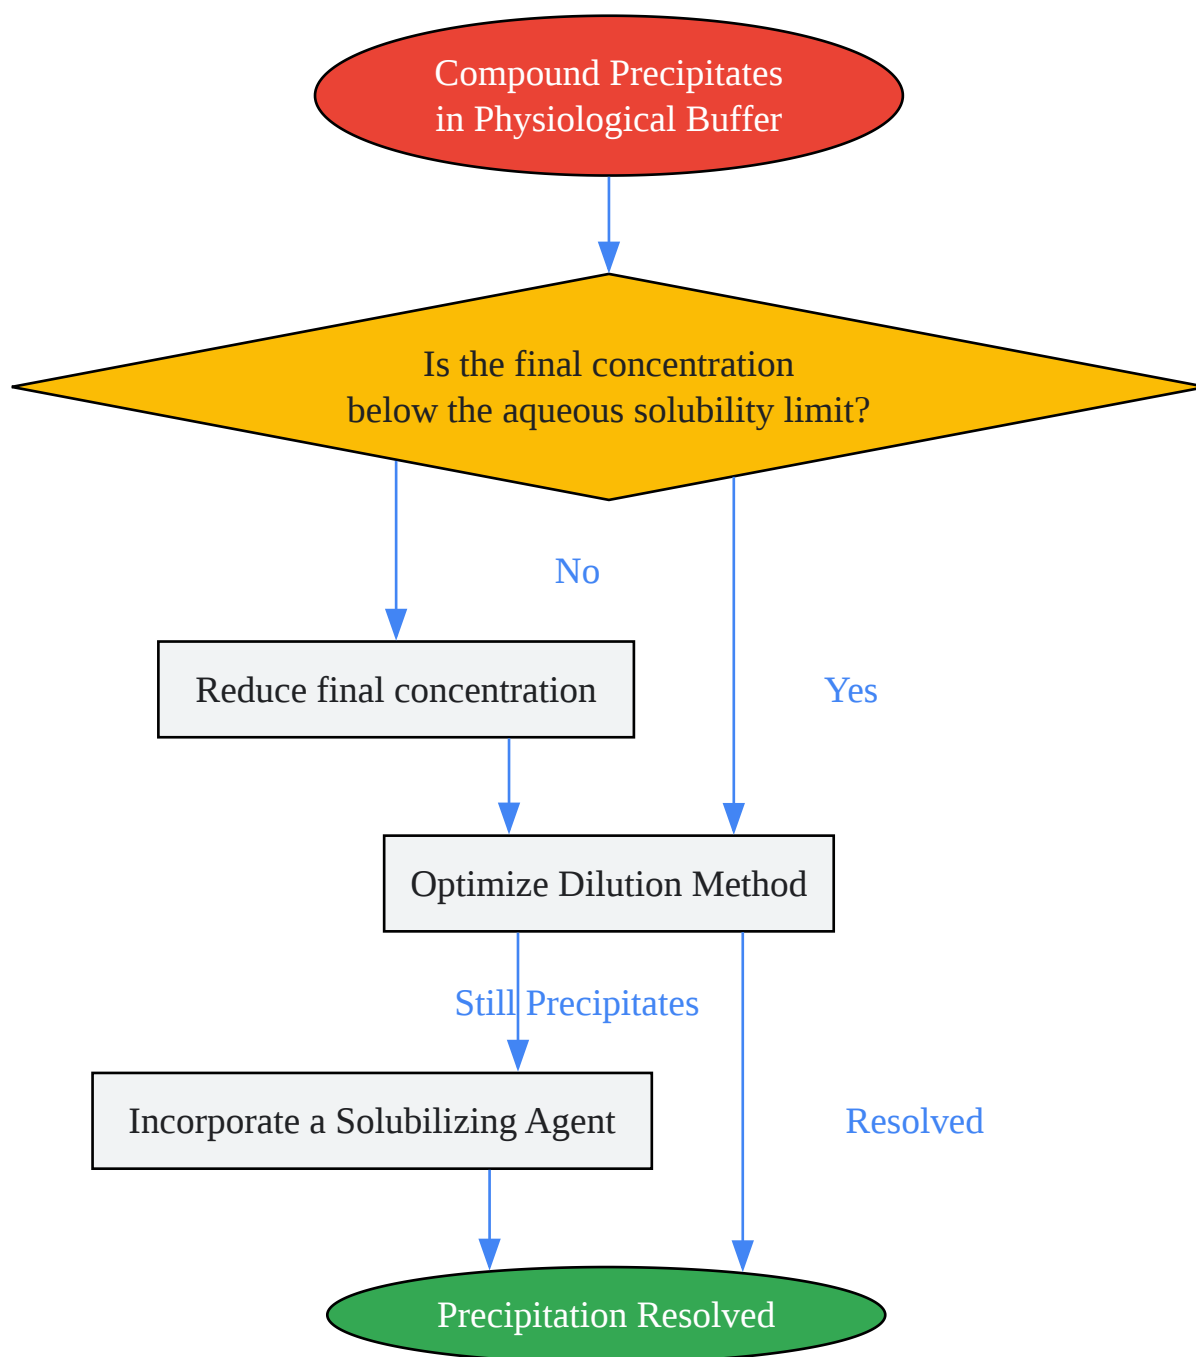 Compound Precipitates
in Physiological Buffer
Is the final concentration
below the aqueous solubility limit?
No
Reduce final concentration
Yes
Optimize Dilution Method
Still Precipitates
Incorporate a Solubilizing Agent
Resolved
Precipitation Resolved